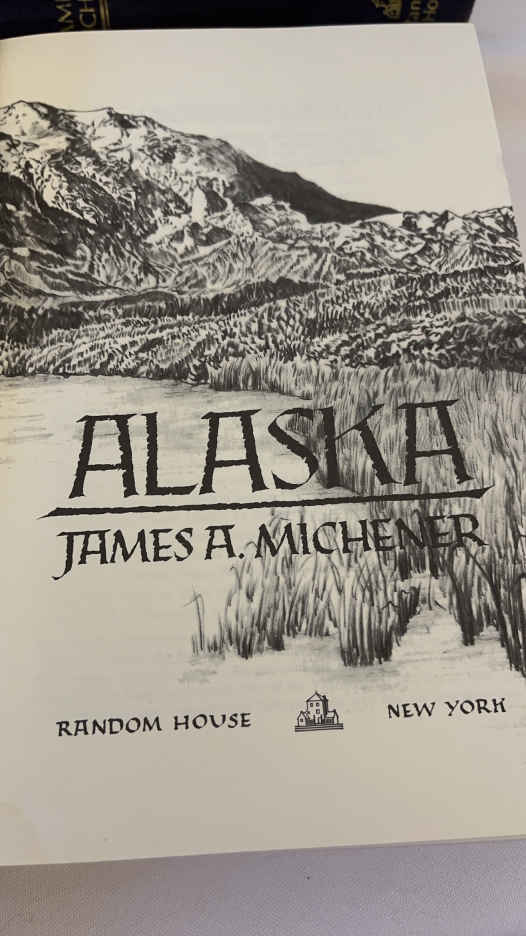 ALASKA
JAMES A. MICHENER
RANDOM HOUSE
NEW YORK